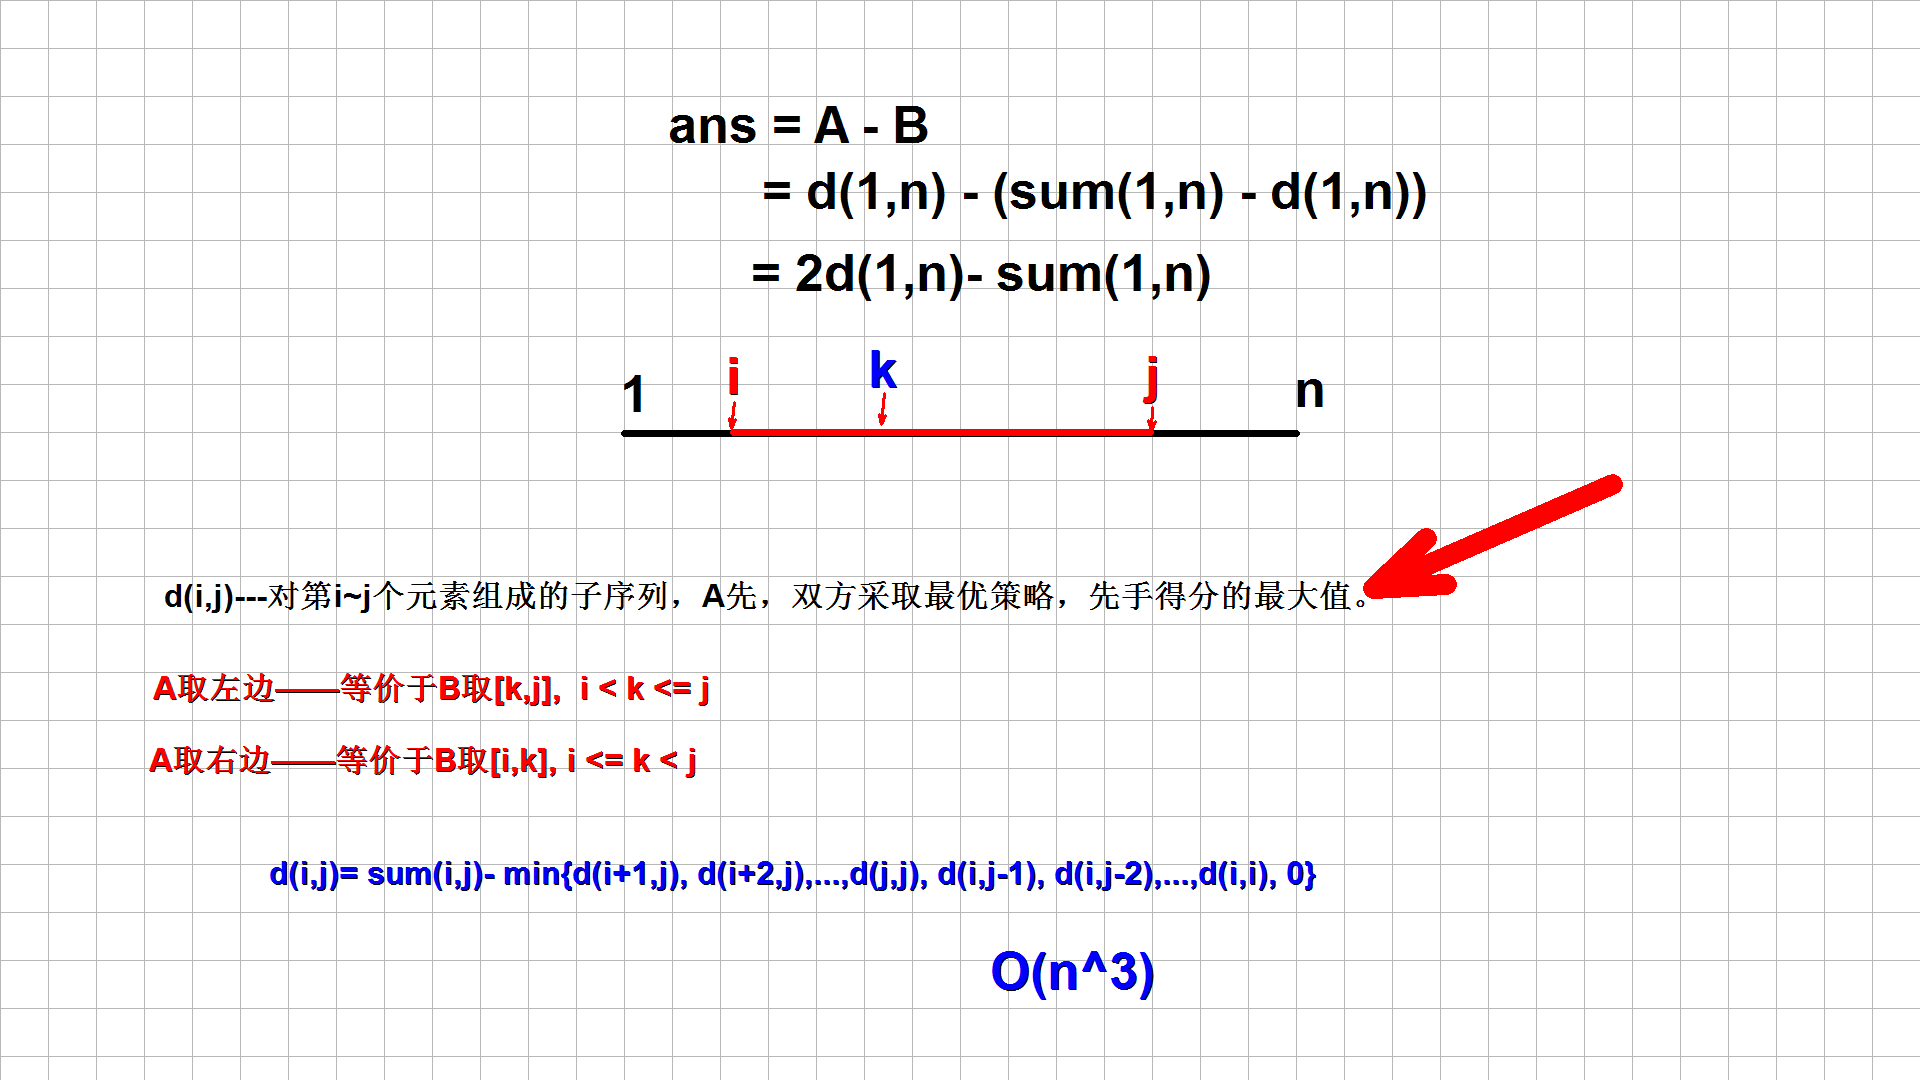 ans = A - B
= d(1,n) - (sum(1,n) - d(1,n))
= 2d(1,n)- sum(1,n)
1 i k j n
d(i,j)---对第i~j个元素组成的子序列，A先，双方采取最优策略，先手得分的最大值。
A取左边——等价于B取[k,j],  i < k <= j
A取右边——等价于B取[i,k], i <= k < j
d(i,j)= sum(i,j)- min{d(i+1,j), d(i+2,j),...,d(j,j), d(i,j-1), d(i,j-2),...,d(i,i), 0}
O(n^3)